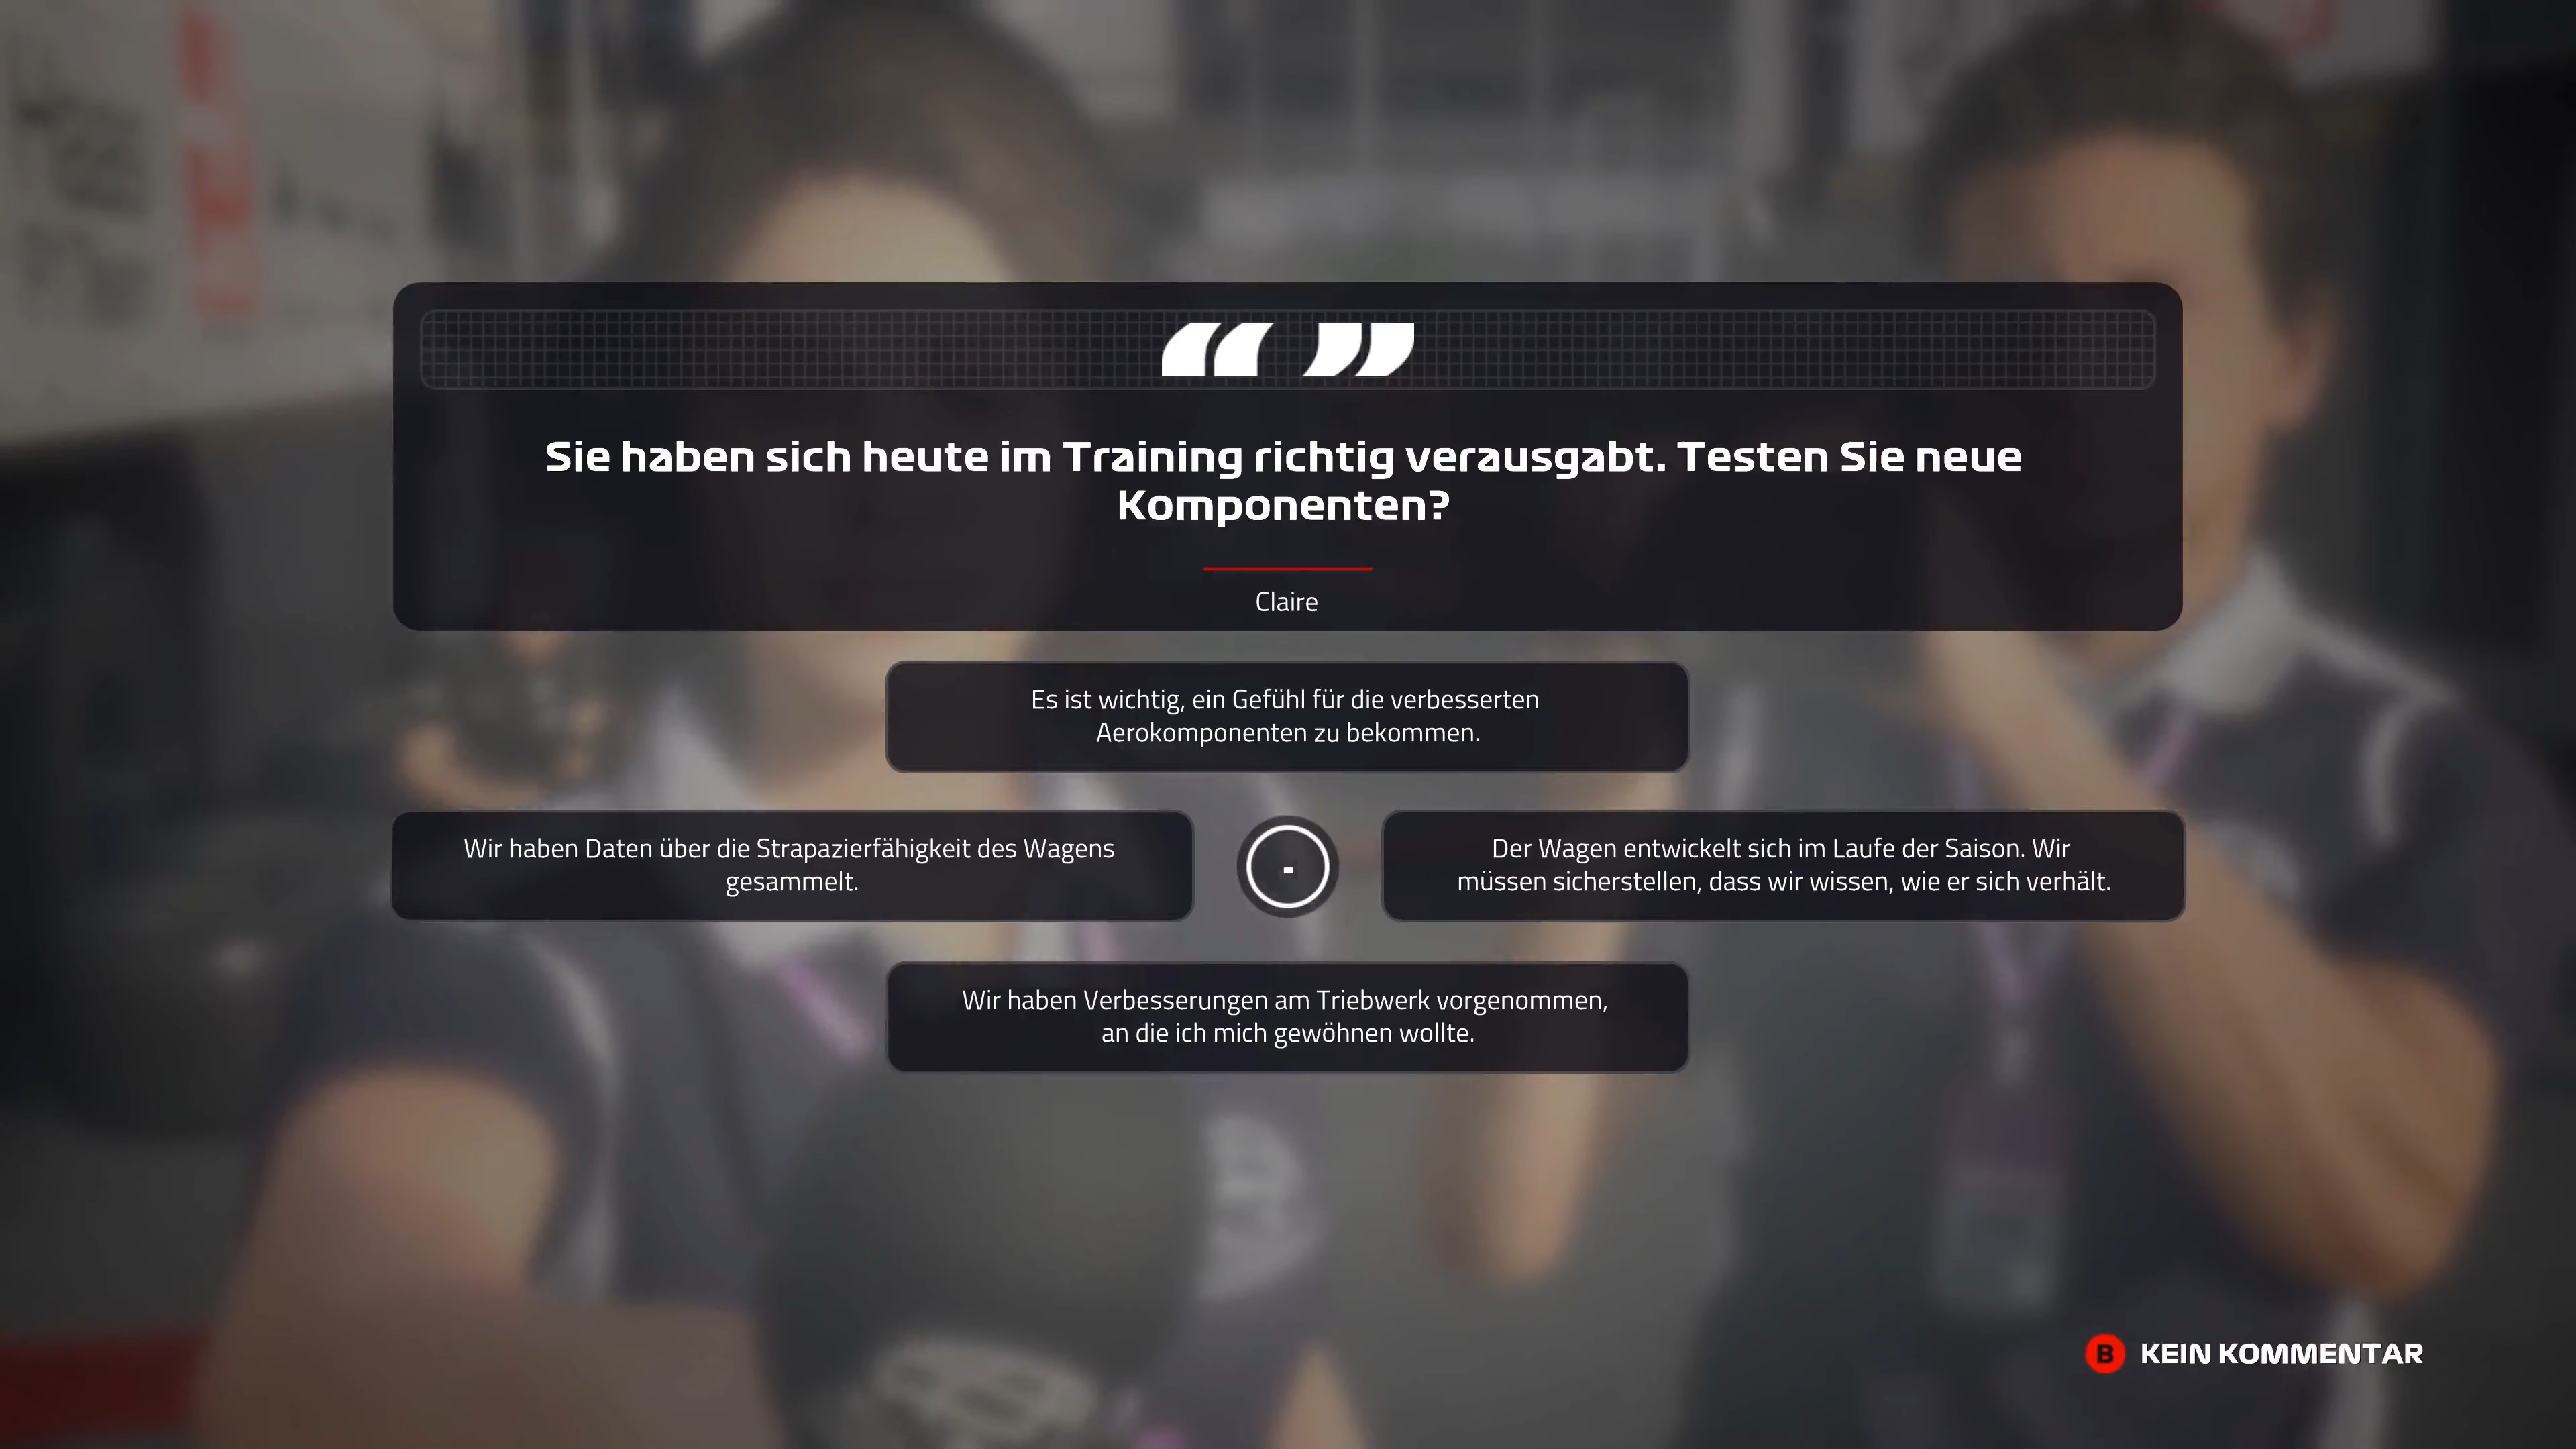 “ ”
Sie haben sich heute im Training richtig verausgabt. Testen Sie neue
Komponenten?
Claire
Es ist wichtig, ein Gefühl für die verbesserten
Aerokomponenten zu bekommen.
Wir haben Daten über die Strapazierfähigkeit des Wagens
gesammelt.
Der Wagen entwickelt sich im Laufe der Saison. Wir
müssen sicherstellen, dass wir wissen, wie er sich verhält.
Wir haben Verbesserungen am Triebwerk vorgenommen,
an die ich mich gewöhnen wollte.
B KEIN KOMMENTAR